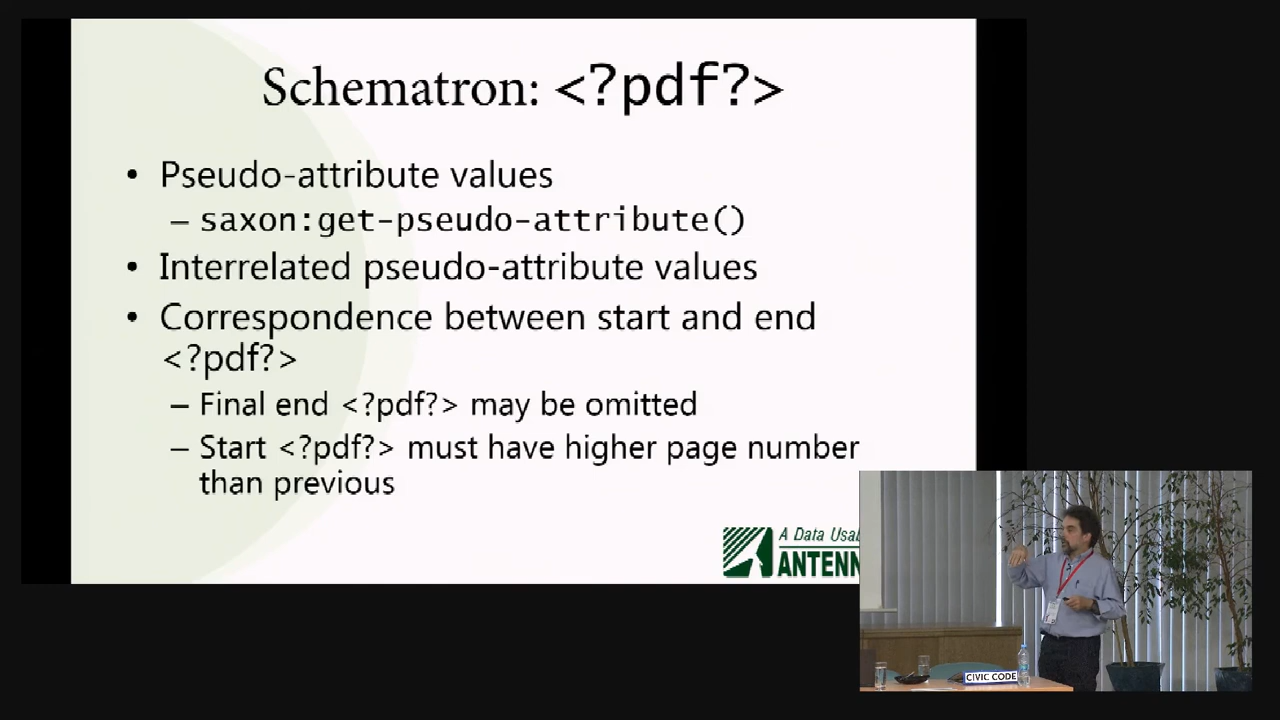 Schematron: <?pdf?>
• Pseudo-attribute values
– saxon:get-pseudo-attribute()
• Interrelated pseudo-attribute values
• Correspondence between start and end
<?pdf?>
– Final end <?pdf?> may be omitted
– Start <?pdf?> must have higher page number
than previous
A Data Usa
ANTENN
CIVIC CODE